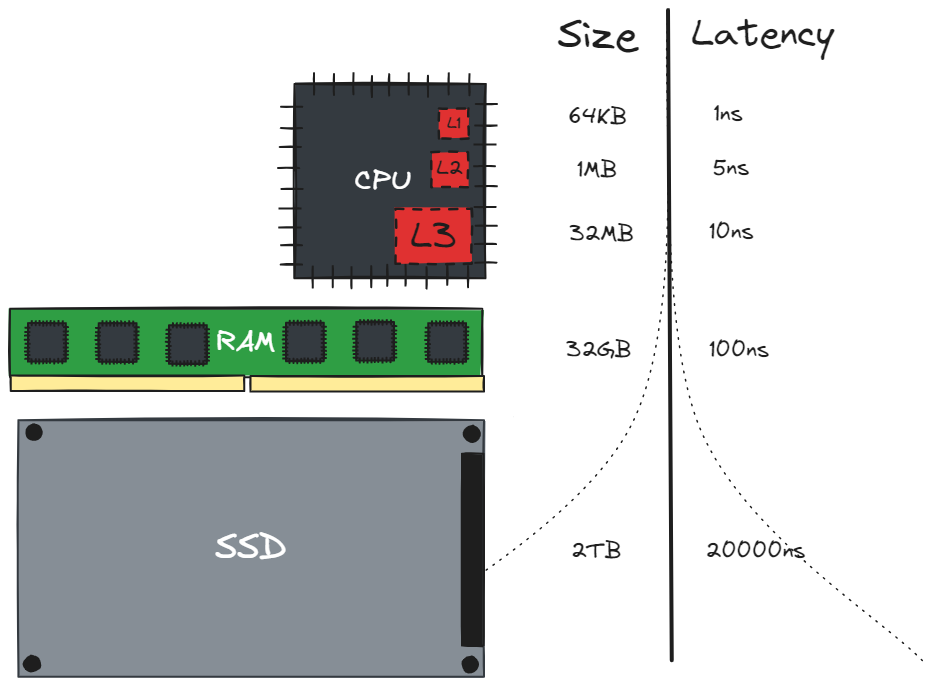 Size Latency
L1 64KB 1ns
CPU L2 1MB 5ns
L3 32MB 10ns
RAM 32GB 100ns
SSD 2TB 20000ns